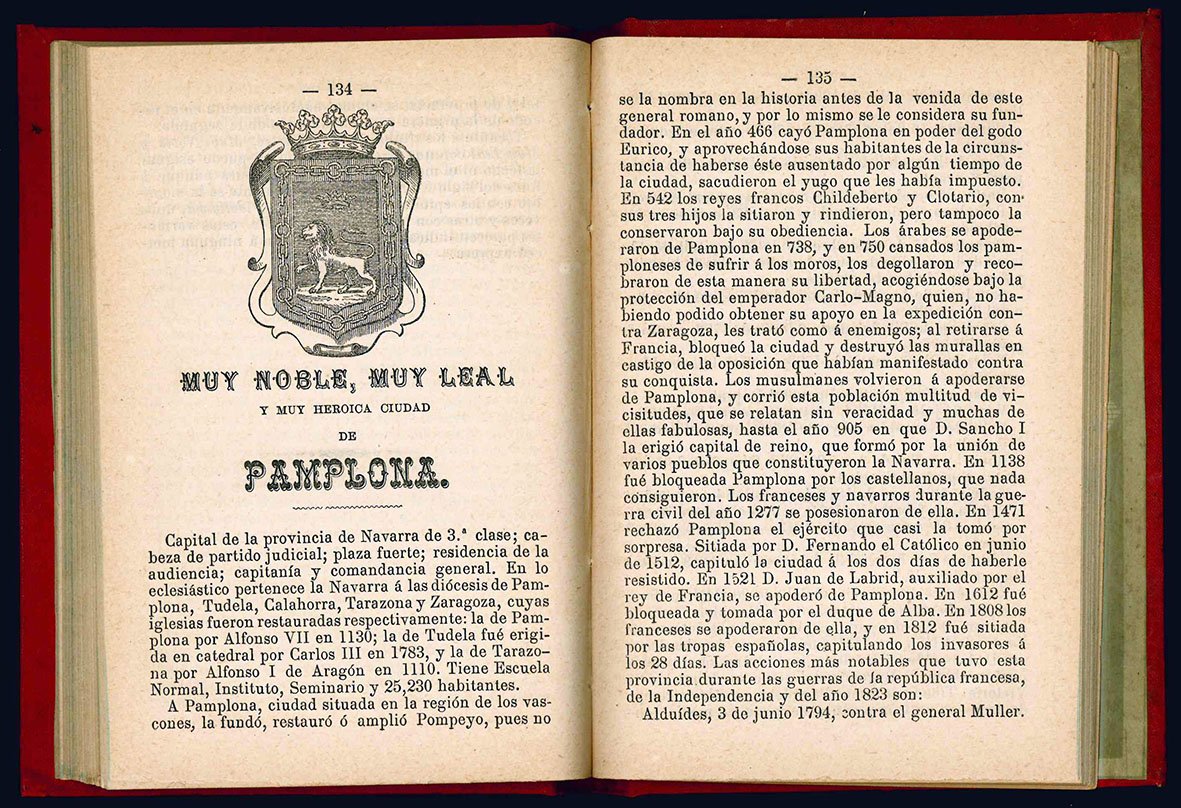 — 134 —
MUY NOBLE, MUY LEAL
Y MUY HEROICA CIUDAD
DE
PAMPLONA.
Capital de la provincia de Navarra de 3.ª clase; ca-
beza de partido judicial; plaza fuerte; residencia de la
audiencia; capitanía y comandancia general. En lo
eclesiástico pertenece la Navarra á las diócesis de Pam-
plona, Tudela, Calahorra, Tarazona y Zaragoza, cuyas
iglesias fueron restauradas respectivamente: la de Pam-
plona por Alfonso VII en 1130; la de Tudela fué erigi-
da en catedral por Carlos III en 1783, y la de Tarazo-
na por Alfonso I de Aragón en 1110. Tiene Escuela
Normal, Instituto, Seminario y 25,230 habitantes.
A Pamplona, ciudad situada en la región de los vas-
cones, la fundó, restauró ó amplió Pompeyo, pues no
— 135 —
se la nombra en la historia antes de la venida de este
general romano, y por lo mismo se le considera su fun-
dador. En el año 466 cayó Pamplona en poder del godo
Eurico, y aprovechándose sus habitantes de la circuns-
tancia de haberse éste ausentado por algún tiempo de
la ciudad, sacudieron el yugo que les había impuesto.
En 542 los reyes francos Childeberto y Clotario, con
sus tres hijos la sitiaron y rindieron, pero tampoco la
conservaron bajo su obediencia. Los árabes se apode-
raron de Pamplona en 738, y en 750 cansados los pam-
ploneses de sufrir á los moros, los degollaron y reco-
braron de esta manera su libertad, acogiéndose bajo la
protección del emperador Carlo-Magno, quien, no ha-
biendo podido obtener su apoyo en la expedición con-
tra Zaragoza, les trató como á enemigos; al retirarse á
Francia, bloqueó la ciudad y destruyó las murallas en
castigo de la oposición que habían manifestado contra
su conquista. Los musulmanes volvieron á apoderarse
de Pamplona, y corrió esta población multitud de vi-
cisitudes, que se relatan sin veracidad y muchas de
ellas fabulosas, hasta el año 905 en que D. Sancho I
la erigió capital de reino, que formó por la unión de
varios pueblos que constituyeron la Navarra. En 1138
fué bloqueada Pamplona por los castellanos, que nada
consiguieron. Los franceses y navarros durante la gue-
rra civil del año 1277 se posesionaron de ella. En 1471
rechazó Pamplona el ejército que casi la tomó por
sorpresa. Sitiada por D. Fernando el Católico en junio
de 1512, capituló la ciudad á los dos días de haberle
resistido. En 1521 D. Juan de Labrid, auxiliado por el
rey de Francia, se apoderó de Pamplona. En 1612 fué
bloqueada y tomada por el duque de Alba. En 1808 los
franceses se apoderaron de ella, y en 1812 fué sitiada
por las tropas españolas, capitulando los invasores á
los 28 días. Las acciones más notables que tuvo esta
provincia durante las guerras de la república francesa,
de la Independencia y del año 1823 son:
Alduídes, 3 de junio 1794, contra el general Muller.